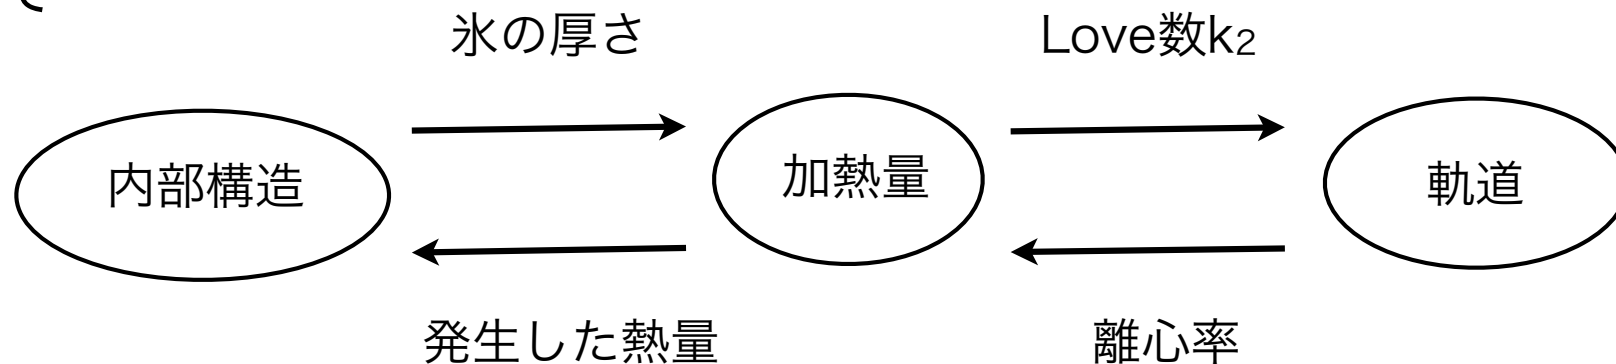 氷の厚さ
Love数k₂
内部構造
加熱量
軌道
発生した熱量
離心率